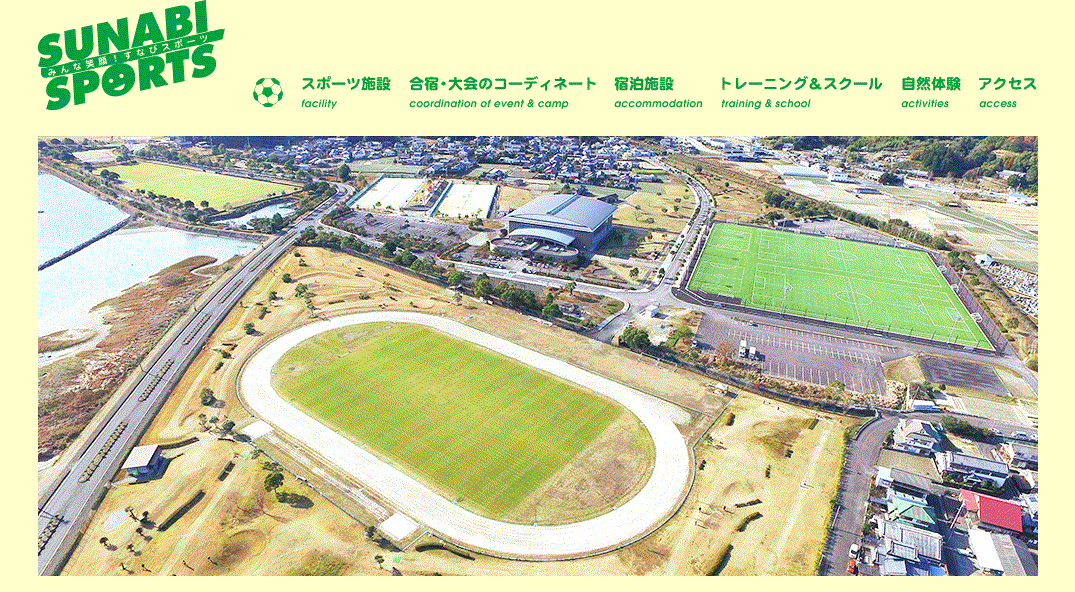 SUNABI
みんな笑顔！すなびスポーツ
SPORTS
スポーツ施設
facility
合宿・大会のコーディネート
coordination of event & camp
宿泊施設
accommodation
トレーニング&スクール
training & school
自然体験
activities
アクセス
access